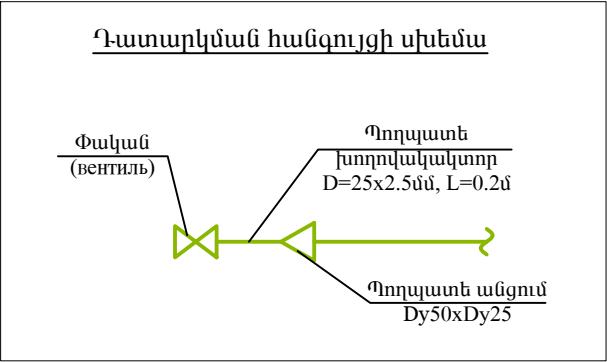 Դատարկման հանգույցի սխեմա
Փական
(вентиль)
Պողպատե
խողովակակտոր
D=25x2.5մմ, L=0.2մ
Պողպատե անցում
Dy50xDy25